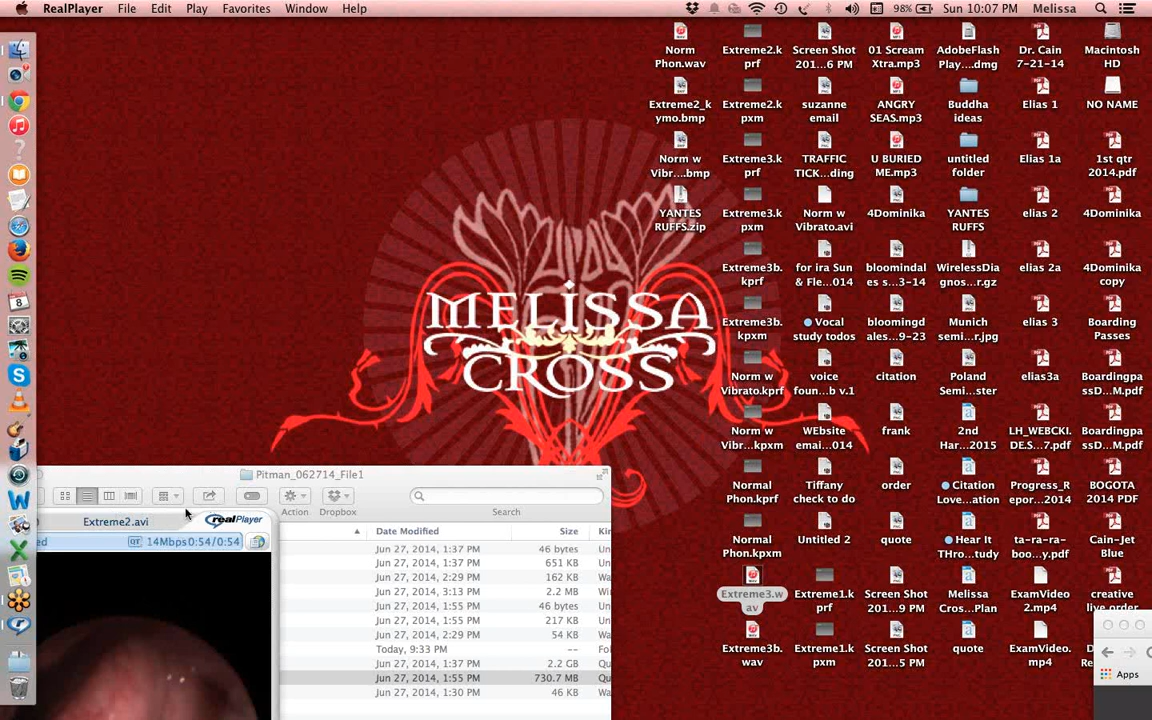 RealPlayer File Edit Play Favorites Window Help 98% Sun 10:07 PM Melissa
Norm Phon.wav
Extreme2.k prf
Screen Shot 201...6 PM
01 Scream Xtra.mp3
AdobeFlash Play....dmg
Dr. Cain 7-21-14
Macintosh HD
Extreme2_k ymo.bmp
Extreme2.k pxm
suzanne email
ANGRY SEAS.mp3
Buddha ideas
Elias 1
NO NAME
Norm w Vibr....bmp
Extreme3.k prf
TRAFFIC TICK...ding
U BURIED ME.mp3
untitled folder
Elias 1a
1st qtr 2014.pdf
YANTES RUFFS.zip
Extreme3.k pxm
Norm w Vibrato.avi
4Dominika
YANTES RUFFS
elias 2
4Dominika
Extreme3b. kprf
for ira Sun & Fle...014
bloomindal es s...3-14
WirelessDia gnos...r.gz
elias 2a
4Dominika copy
Extreme3b. kpxm
Vocal study todos
bloomingd ales...9-23
Munich semi...r.jpg
elias 3
Boarding Passes
MELISSA
CROSS
Norm w Vibrato.kprf
voice foun...b v.1
citation
Poland Semi...ster
elias3a
Boardingpa ssD...M.pdf
Norm w Vibr...kpxm
WEbsite emai...014
frank
2nd Har...2015
LH_WEBCKI. DE.S...7.pdf
Boardingpa ssD...M.pdf
Normal Phon.kprf
Tiffany check to do
order
Citation Love...ation
Progress_R epor...2014
BOGOTA 2014 PDF
Normal Phon.kpxm
Untitled 2
quote
Hear It THro...tudy
ta-ra-ra- boo...y.pdf
Cain-Jet Blue
Extreme3.w av
Extreme1.k prf
Screen Shot 201...9 PM
Melissa Cros...Plan
ExamVideo 2.mp4
creative live order
Extreme3b. wav
Extreme1.k pxm
Screen Shot 201...5 PM
quote
ExamVideo. mp4
Apps
Pitman_062714_File1
Action Dropbox Search
Extreme2.avi realPlayer
14Mbps 0:54/0:54
Date Modified Size
Jun 27, 2014, 1:37 PM 46 bytes Un
Jun 27, 2014, 1:37 PM 651 KB Un
Jun 27, 2014, 2:29 PM 162 KB Wa
Jun 27, 2014, 3:13 PM 2.2 MB Wi
Jun 27, 2014, 1:55 PM 46 bytes Un
Jun 27, 2014, 1:55 PM 217 KB Un
Jun 27, 2014, 2:29 PM 54 KB Wa
Today, 9:33 PM -- Fol
Jun 27, 2014, 1:37 PM 2.2 GB Qu
Jun 27, 2014, 1:55 PM 730.7 MB Qu
Jun 27, 2014, 1:30 PM 46 KB Wa